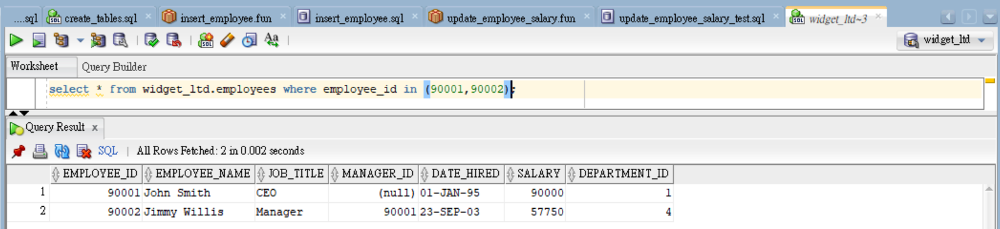 ....sql create_tables.sql insert_employee.fun insert_employee.sql update_employee_salary.fun update_employee_salary_test.sql widget_ltd~3
SQL Aa widget_ltd
Worksheet Query Builder
select * from widget_ltd.employees where employee_id in (90001,90002);
Query Result x
SQL | All Rows Fetched: 2 in 0.002 seconds
EMPLOYEE_ID EMPLOYEE_NAME JOB_TITLE MANAGER_ID DATE_HIRED SALARY DEPARTMENT_ID
1 90001 John Smith CEO (null) 01-JAN-95 90000 1
2 90002 Jimmy Willis Manager 90001 23-SEP-03 57750 4